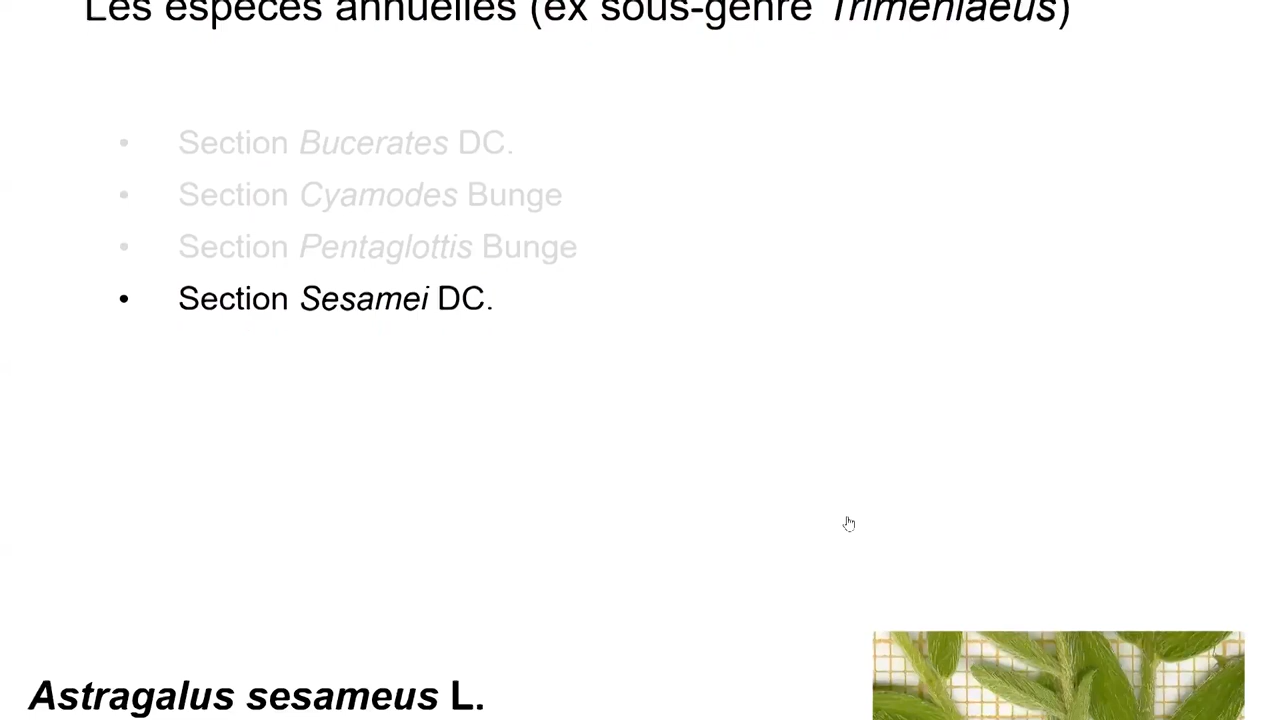 Les espèces annuelles (ex sous-genre Trimeniaeus)
• Section Bucerates DC.
• Section Cyamodes Bunge
• Section Pentaglottis Bunge
• Section Sesamei DC.
Astragalus sesameus L.